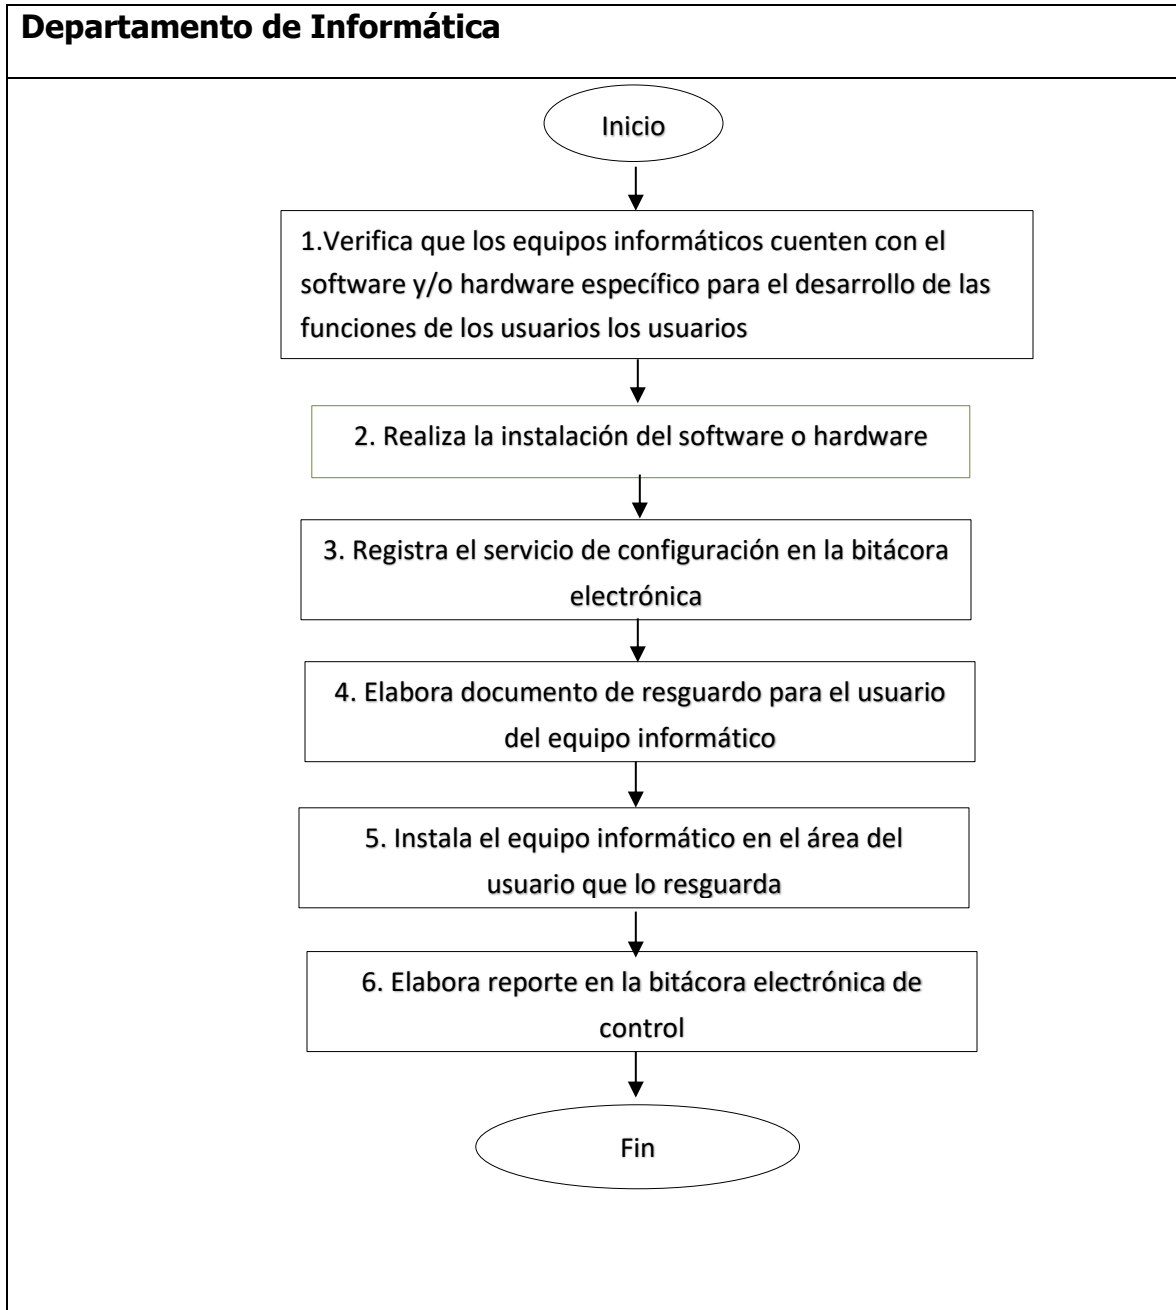 Departamento de Informática
Inicio
1.Verifica que los equipos informáticos cuenten con el
software y/o hardware específico para el desarrollo de las
funciones de los usuarios los usuarios
2. Realiza la instalación del software o hardware
3. Registra el servicio de configuración en la bitácora
electrónica
4. Elabora documento de resguardo para el usuario
del equipo informático
5. Instala el equipo informático en el área del
usuario que lo resguarda
6. Elabora reporte en la bitácora electrónica de
control
Fin